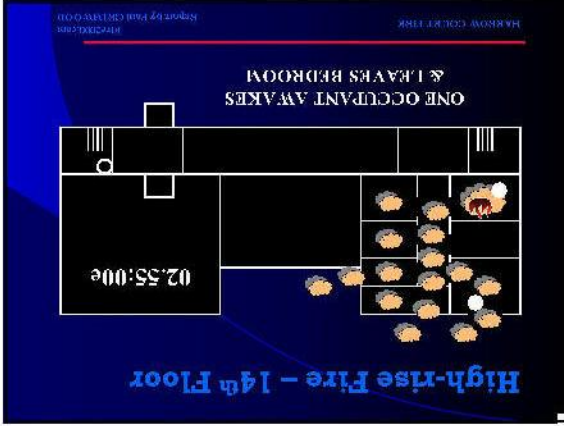 High-rise Fire – 14th Floor
02.55:00e
ONE OCCUPANT AWAKES
& LEAVES BEDROOM
HARROW COURT FIRE
Fire2000.com
Report by Paul GRIMWOOD